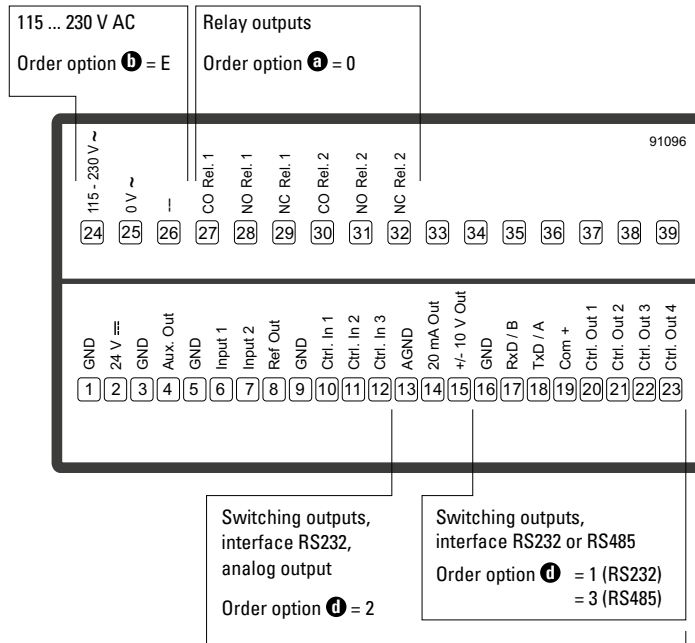 115 ... 230 V AC
Order option b = E
Relay outputs
Order option a = 0
91096
115 - 230 V ~
0 V ~
---
CO Rel. 1
NO Rel. 1
NC Rel. 1
CO Rel. 2
NO Rel. 2
NC Rel. 2
24 25 26 27 28 29 30 31 32 33 34 35 36 37 38 39
GND
24 V ⎓
GND
Aux. Out
GND
Input 1
Input 2
Ref Out
GND
Ctrl. In 1
Ctrl. In 2
Ctrl. In 3
AGND
20 mA Out
+/- 10 V Out
GND
RxD / B
TxD / A
Com +
Ctrl. Out 1
Ctrl. Out 2
Ctrl. Out 3
Ctrl. Out 4
1 2 3 4 5 6 7 8 9 10 11 12 13 14 15 16 17 18 19 20 21 22 23
Switching outputs,
interface RS232,
analog output
Order option d = 2
Switching outputs,
interface RS232 or RS485
Order option d = 1 (RS232)
= 3 (RS485)